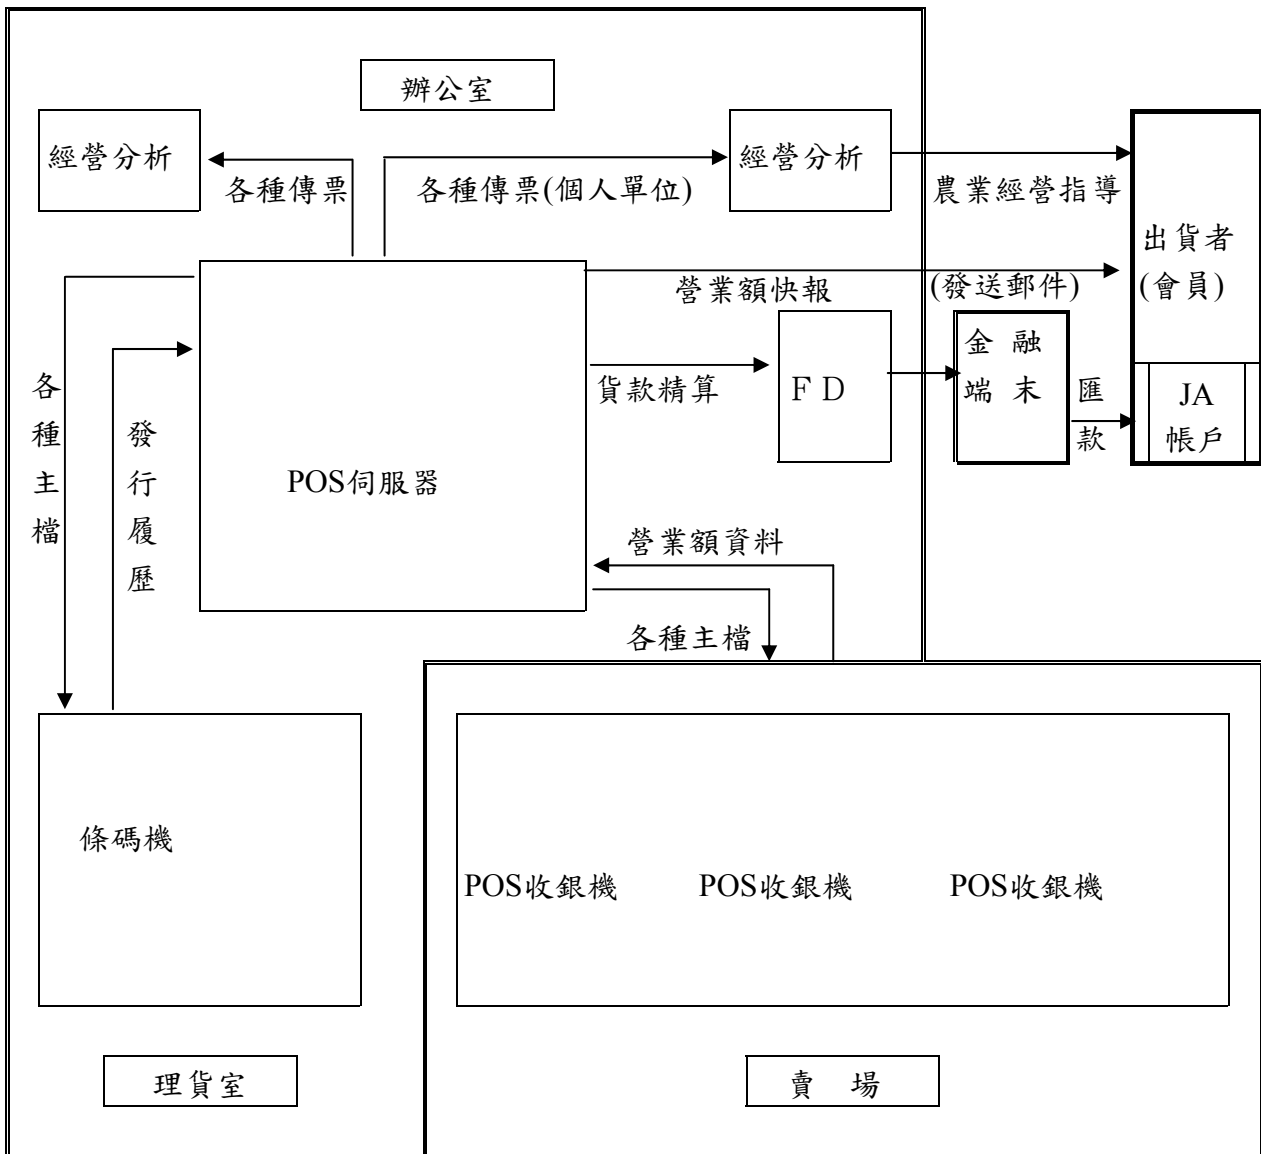 辦公室
經營分析
經營分析
各種傳票
各種傳票(個人單位)
農業經營指導
出貨者
(會員)
營業額快報
(發送郵件)
貨款精算
ＦＤ
金 融
端 末
匯
款
JA
帳戶
各
種
主
檔
發
行
履
歷
POS伺服器
營業額資料
各種主檔
條碼機
POS收銀機
POS收銀機
POS收銀機
理貨室
賣 場